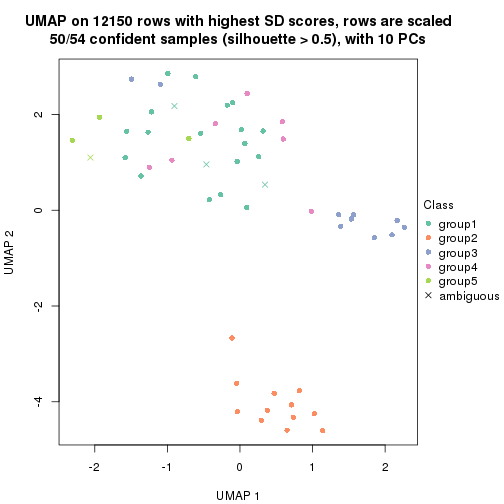 UMAP on 12150 rows with highest SD scores, rows are scaled
50/54 confident samples (silhouette > 0.5), with 10 PCs
2
0
-2
-4
UMAP 2
-2
-1
0
1
2
UMAP 1
Class
group1
group2
group3
group4
group5
ambiguous